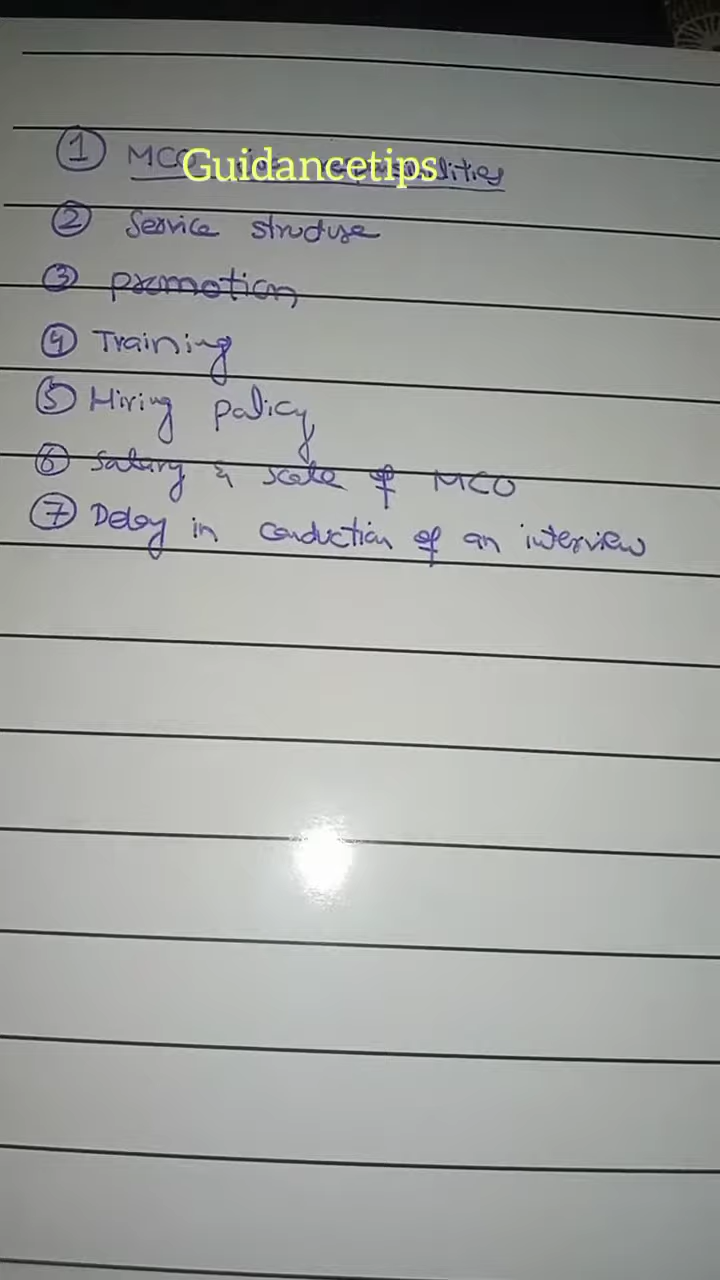 Guidancetips
① MCO
② Service structure
③ promotion
④ Training
⑤ Hiring policy
⑥ Salary & scale of MCO
⑦ Delay in conduction of an interview